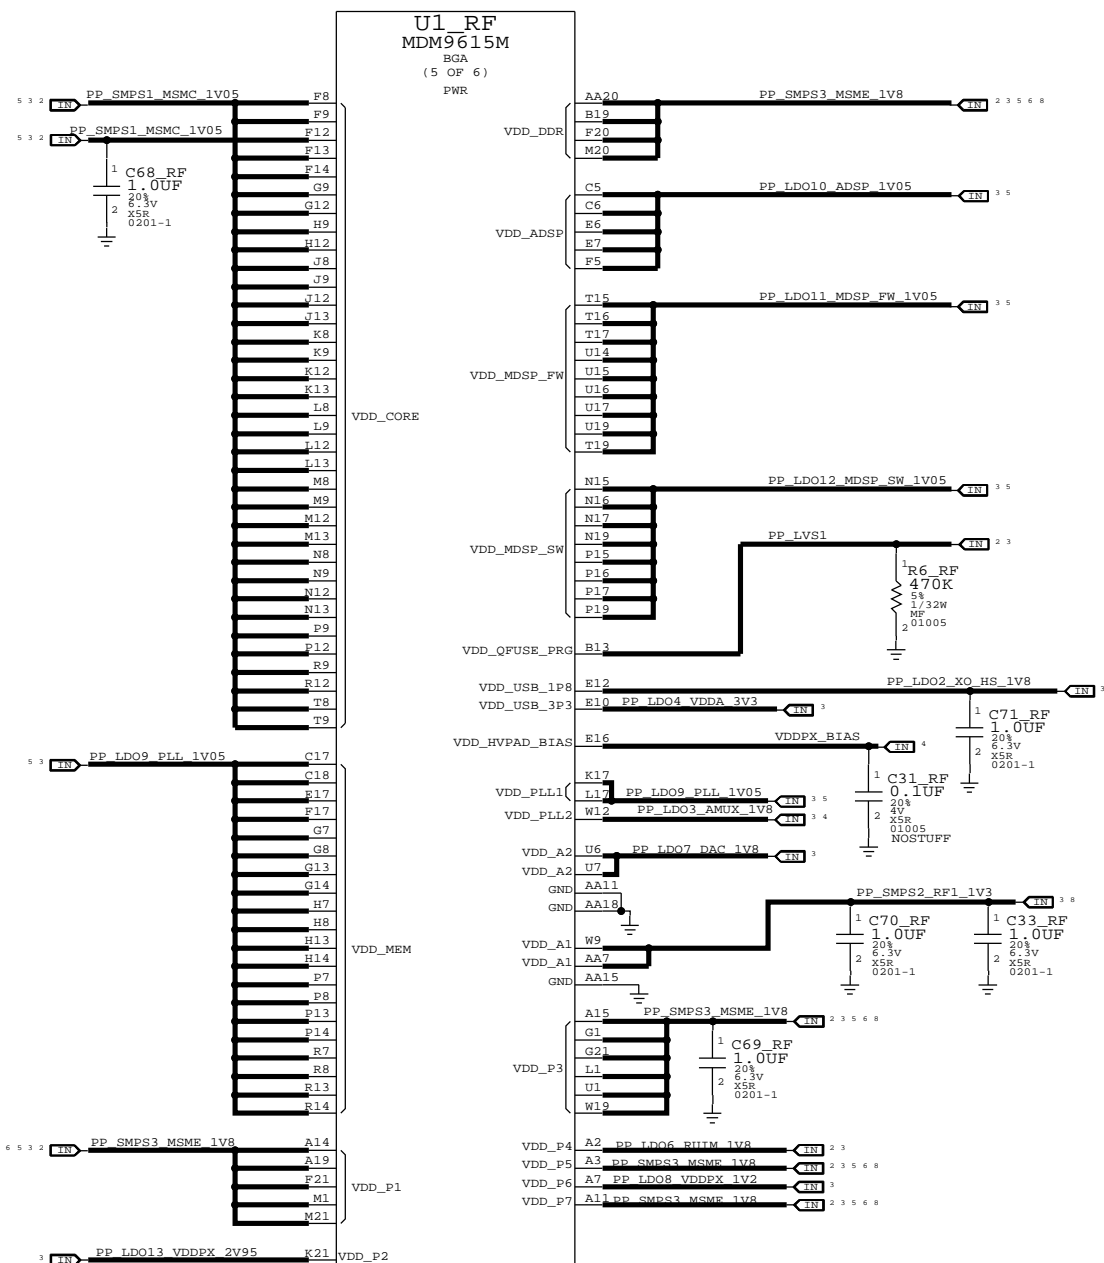 U1_RF
MDM9615M
BGA
(5 OF 6)
PWR
5 3 2 IN PP_SMPS1_MSMC_1V05 F8
F9
5 3 2 IN PP_SMPS1_MSMC_1V05 F12
F13
F14
G9
G12
H9
H12
J8
J9
J12
J13
K8
K9
K12
K13
L8
VDD_CORE
L9
L12
L13
M8
M9
M12
M13
N8
N9
N12
N13
P9
P12
R9
R12
T8
T9
1 C68_RF
1.0UF
20%
6.3V
2 X5R
0201-1
5 3 IN PP_LDO9_PLL_1V05 C17
C18
E17
F17
G7
G8
G13
G14
H7
H8
H13
VDD_MEM
H14
P7
P8
P13
P14
R7
R8
R13
R14
6 5 3 2 IN PP_SMPS3_MSME_1V8 A14
A19
F21
VDD_P1
M1
M21
3 IN PP_LDO13_VDDPX_2V95 K21 VDD_P2
AA20 PP_SMPS3_MSME_1V8 IN 2 3 5 6 8
B19
VDD_DDR
F20
M20
C5 PP_LDO10_ADSP_1V05 IN 3 5
C6
VDD_ADSP E6
E7
F5
T15 PP_LDO11_MDSP_FW_1V05 IN 3 5
T16
T17
U14
VDD_MDSP_FW U15
U16
U17
U19
T19
N15 PP_LDO12_MDSP_SW_1V05 IN 3 5
N16
N17
N19
VDD_MDSP_SW
P15
P16
P17
P19
PP_LVS1 IN 2 3
1 R6_RF
470K
5%
1/32W
MF
2 01005
VDD_QFUSE_PRG B13
VDD_USB_1P8 E12 PP_LDO2_XO_HS_1V8 IN 3
VDD_USB_3P3 E10 PP_LDO4_VDDA_3V3 IN 3
1 C71_RF
1.0UF
20%
6.3V
2 X5R
0201-1
VDD_HVPAD_BIAS E16 VDDPX_BIAS IN 4
1 C31_RF
0.1UF
20%
4V
2 X5R
01005
NOSTUFF
K17
VDD_PLL1
L17 PP_LDO9_PLL_1V05 IN 3 5
VDD_PLL2 W12 PP_LDO3_AMUX_1V8 IN 3 4
VDD_A2 U6 PP_LDO7_DAC_1V8 IN 3
VDD_A2 U7
GND AA11
GND AA18
PP_SMPS2_RF1_1V3 IN 3 8
1 C70_RF
1.0UF
20%
6.3V
2 X5R
0201-1
1 C33_RF
1.0UF
20%
6.3V
2 X5R
0201-1
VDD_A1 W9
VDD_A1 AA7
GND AA15
A15 PP_SMPS3_MSME_1V8 IN 2 3 5 6 8
G1
G21
VDD_P3 L1
U1
W19
1 C69_RF
1.0UF
20%
6.3V
2 X5R
0201-1
VDD_P4 A2 PP_LDO6_RUIM_1V8 IN 2 3
VDD_P5 A3 PP_SMPS3_MSME_1V8 IN 2 3 5 6 8
VDD_P6 A7 PP_LDO8_VDDPX_1V2 IN 3
VDD_P7 A11 PP_SMPS3_MSME_1V8 IN 2 3 5 6 8